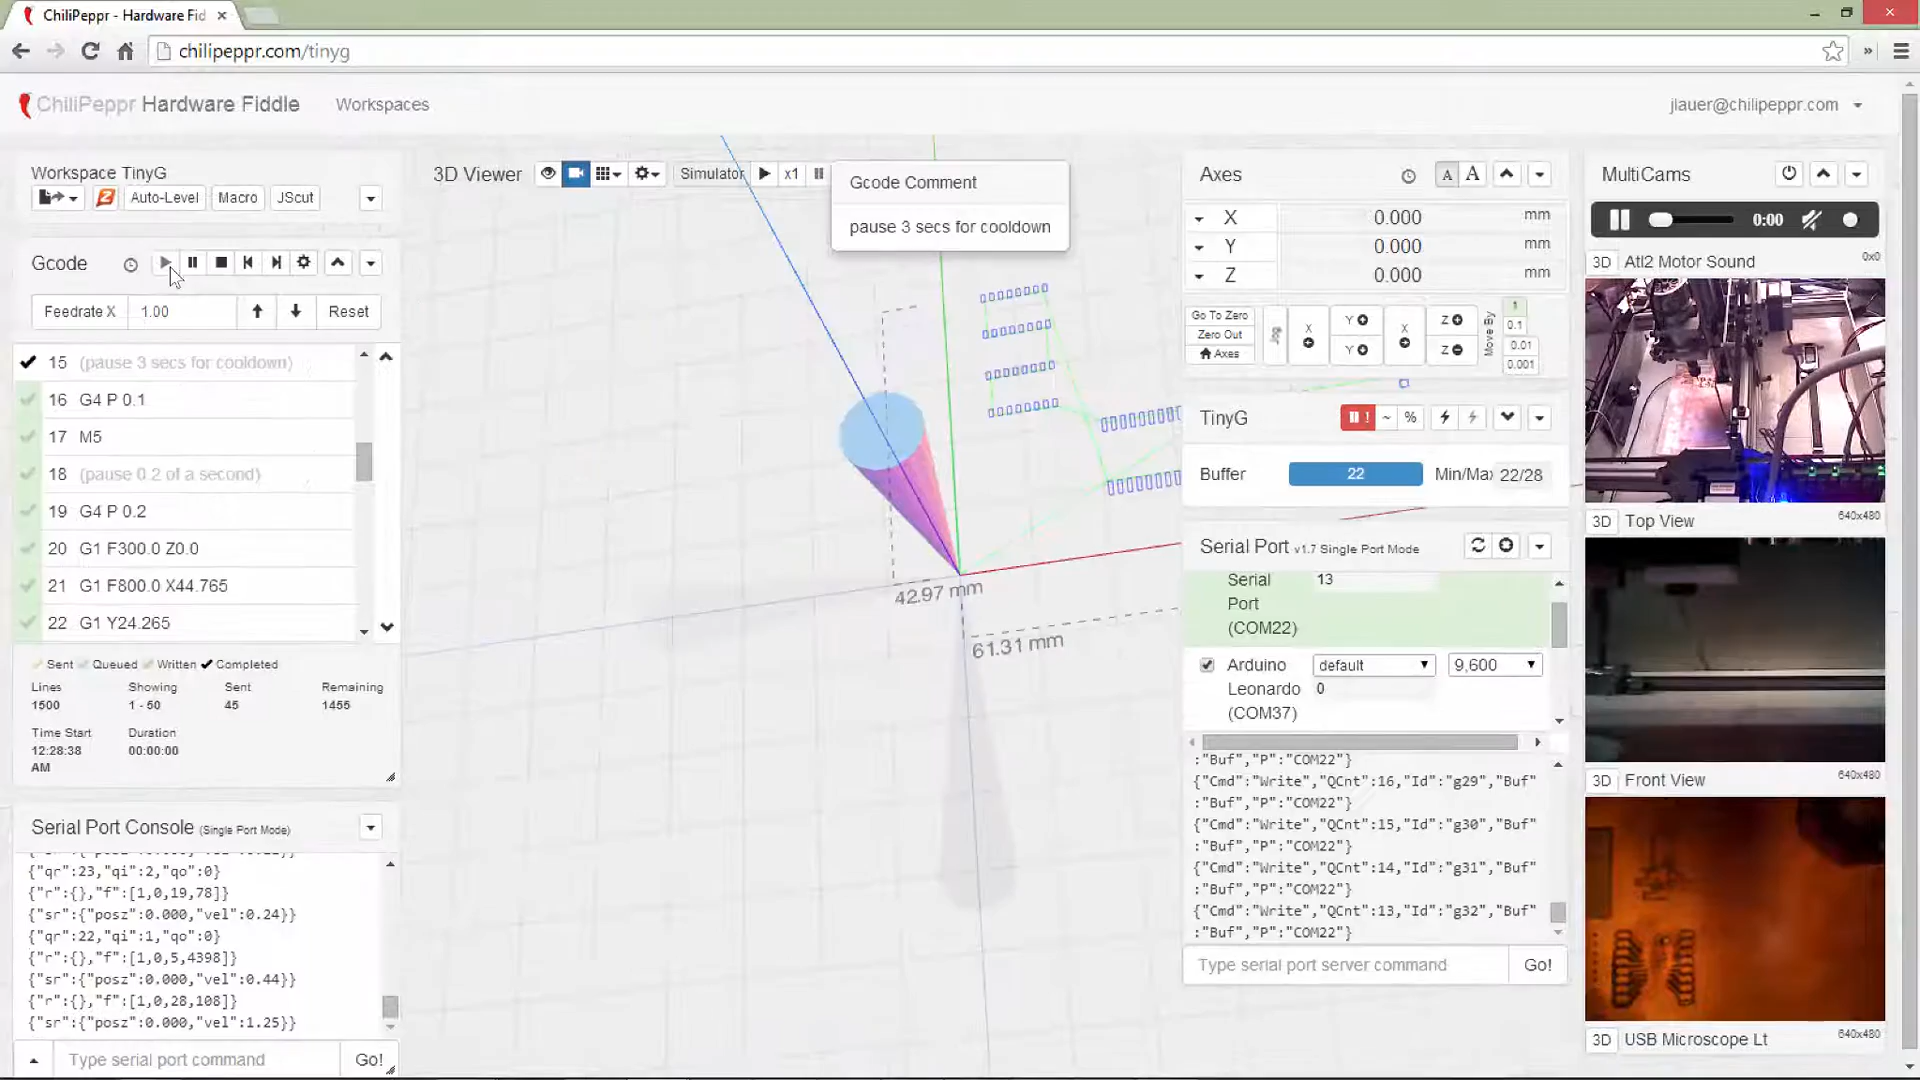 ChiliPeppr - Hardware Fid
chilipeppr.com/tinyg
ChiliPeppr Hardware Fiddle
Workspaces
jlauer@chilipeppr.com
Workspace TinyG
Auto-Level
Macro
JScut
Gcode
Feedrate X
1.00
Reset
15 (pause 3 secs for cooldown)
16 G4 P 0.1
17 M5
18 (pause 0.2 of a second)
19 G4 P 0.2
20 G1 F300.0 Z0.0
21 G1 F800.0 X44.765
22 G1 Y24.265
Sent Queued Written Completed
Lines Showing Sent Remaining
1500 1 - 50 45 1455
Time Start Duration
12:28:38 00:00:00
AM
Serial Port Console (Single Port Mode)
{"qr":23,"qi":2,"qo":0}
{"r":{},"f":[1,0,19,78]}
{"sr":{"posz":0.000,"vel":0.24}}
{"qr":22,"qi":1,"qo":0}
{"r":{},"f":[1,0,5,4398]}
{"sr":{"posz":0.000,"vel":0.44}}
{"r":{},"f":[1,0,28,108]}
{"sr":{"posz":0.000,"vel":1.25}}
Type serial port command
Go!
3D Viewer
Simulator
x1
Gcode Comment
pause 3 secs for cooldown
42.97 mm
61.31 mm
Axes
A A
X 0.000 mm
Y 0.000 mm
Z 0.000 mm
Go To Zero
Zero Out
Axes
Jog
X
Y
Y
X
Z
Z
Move By
1
0.1
0.01
0.001
TinyG
! ~ %
Buffer 22 Min/Max 22/28
Serial Port v1.7 Single Port Mode
Serial 13
Port
(COM22)
Arduino default 9,600
Leonardo 0
(COM37)
:"Buf","P":"COM22"}
{"Cmd":"Write","QCnt":16,"Id":"g29","Buf"
:"Buf","P":"COM22"}
{"Cmd":"Write","QCnt":15,"Id":"g30","Buf"
:"Buf","P":"COM22"}
{"Cmd":"Write","QCnt":14,"Id":"g31","Buf"
:"Buf","P":"COM22"}
{"Cmd":"Write","QCnt":13,"Id":"g32","Buf"
:"Buf","P":"COM22"}
Type serial port server command
Go!
MultiCams
0:00
3D Atl2 Motor Sound 0x0
3D Top View 640x480
3D Front View 640x480
3D USB Microscope Lt 640x480